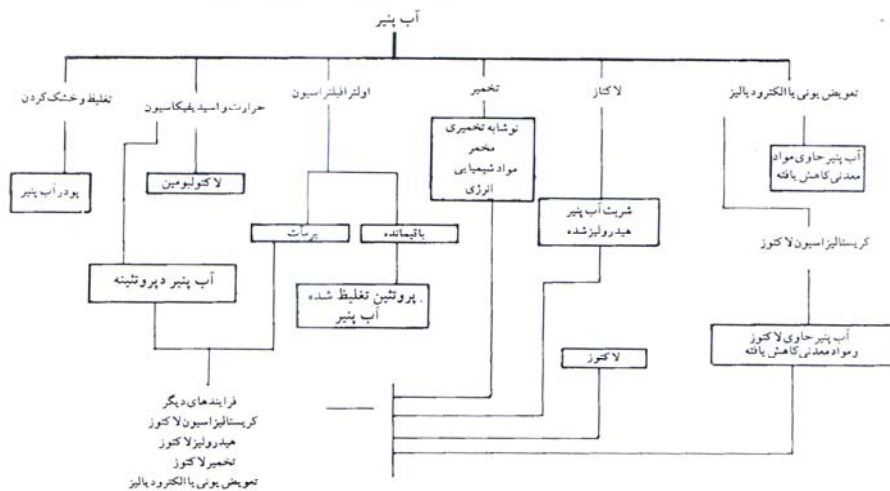 آب پنیر
تعویض یونی یا الکترودیالیز
لاکتاز
تخمیر
اولترافیلتراسیون
حرارت و اسیدیفیکاسیون
تغلیظ و خشک کردن
آب پنیر حاوی مواد
معدنی کاهش یافته
نوشابه تخمیری
مخمر
مواد شیمیایی
انرژی
لاکتولبومین
پودر آب پنیر
شربت آب پنیر
هیدرولیز شده
کریستالیزاسیون لاکتوز
باقیمانده
پرمآت
آب پنیر دپروتئینه
پروتئین تغلیظ شده
آب پنیر
آب پنیر حاوی لاکتوز
و مواد معدنی کاهش یافته
لاکتوز
فرایندهای دیگر
کریستالیزاسیون لاکتوز
هیدرولیز لاکتوز
تخمیر لاکتوز
تعویض یونی یا الکترودیالیز